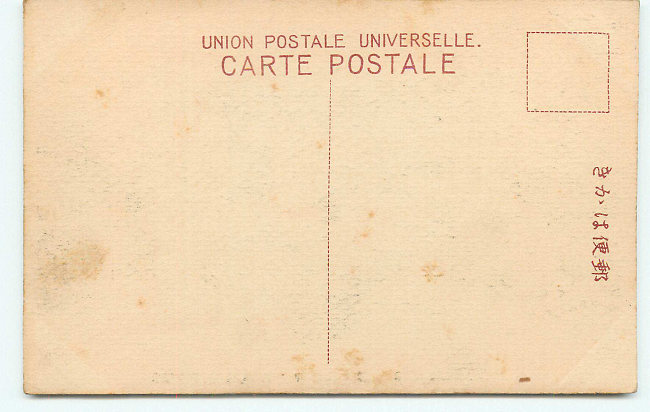 UNION POSTALE UNIVERSELLE.
CARTE POSTALE
郵便はかき